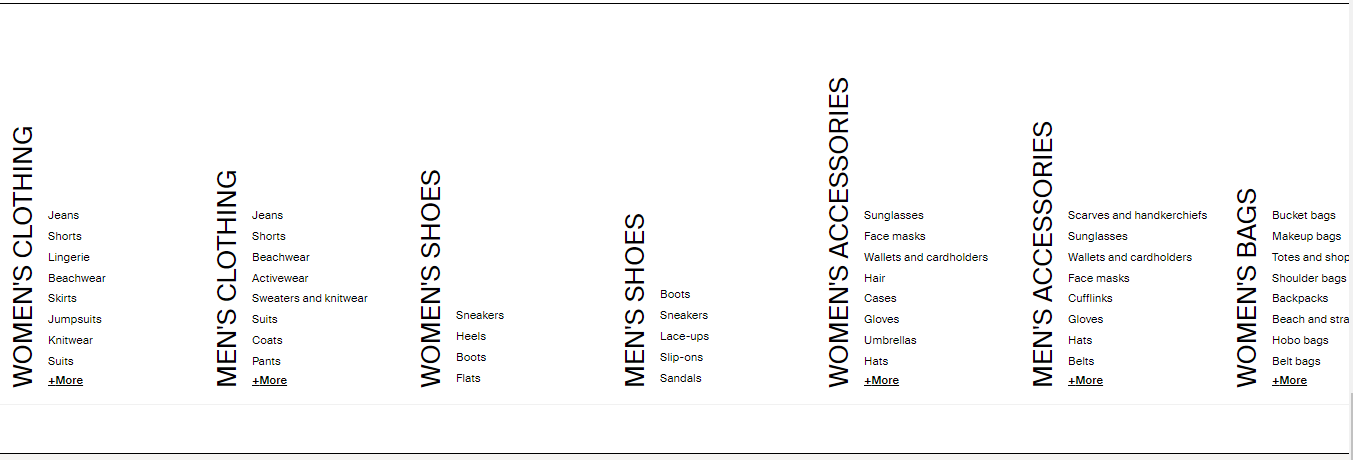 WOMEN'S CLOTHING
Jeans
Shorts
Lingerie
Beachwear
Skirts
Jumpsuits
Knitwear
Suits
+More
MEN'S CLOTHING
Jeans
Shorts
Beachwear
Activewear
Sweaters and knitwear
Suits
Coats
Pants
+More
WOMEN'S SHOES
Sneakers
Heels
Boots
Flats
MEN'S SHOES
Boots
Sneakers
Lace-ups
Slip-ons
Sandals
WOMEN'S ACCESSORIES
Sunglasses
Face masks
Wallets and cardholders
Hair
Cases
Gloves
Umbrellas
Hats
+More
MEN'S ACCESSORIES
Scarves and handkerchiefs
Sunglasses
Wallets and cardholders
Face masks
Cufflinks
Gloves
Hats
Belts
+More
WOMEN'S BAGS
Bucket bags
Makeup bags
Totes and shop
Shoulder bags
Backpacks
Beach and stra
Hobo bags
Belt bags
+More